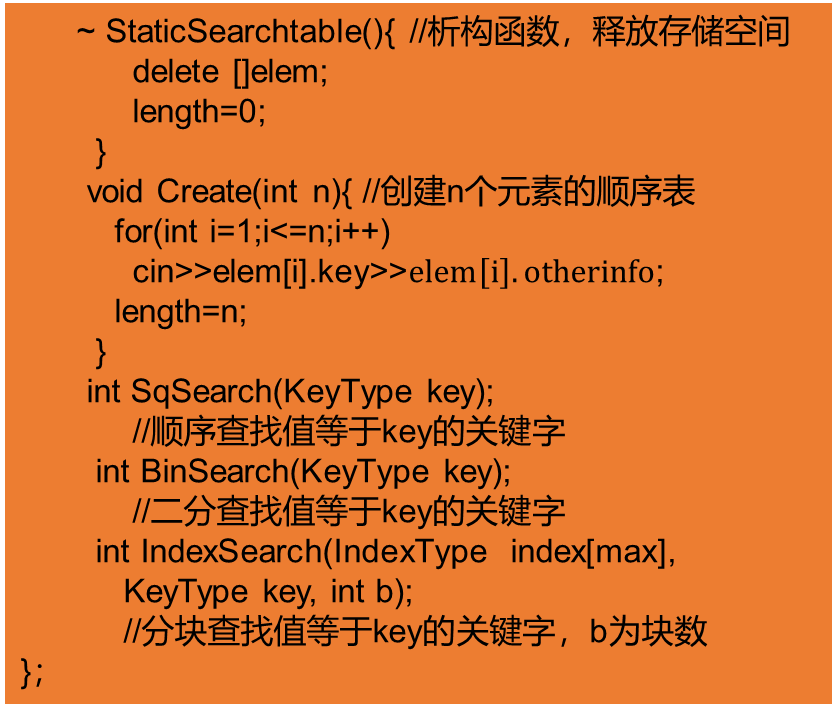 ~ StaticSearchtable(){ //析构函数，释放存储空间
delete []elem;
length=0;
}
void Create(int n){ //创建n个元素的顺序表
for(int i=1;i<=n;i++)
cin>>elem[i].key>>elem[i].otherinfo;
length=n;
}
int SqSearch(KeyType key);
//顺序查找值等于key的关键字
int BinSearch(KeyType key);
//二分查找值等于key的关键字
int IndexSearch(IndexType index[max],
KeyType key, int b);
//分块查找值等于key的关键字，b为块数
};